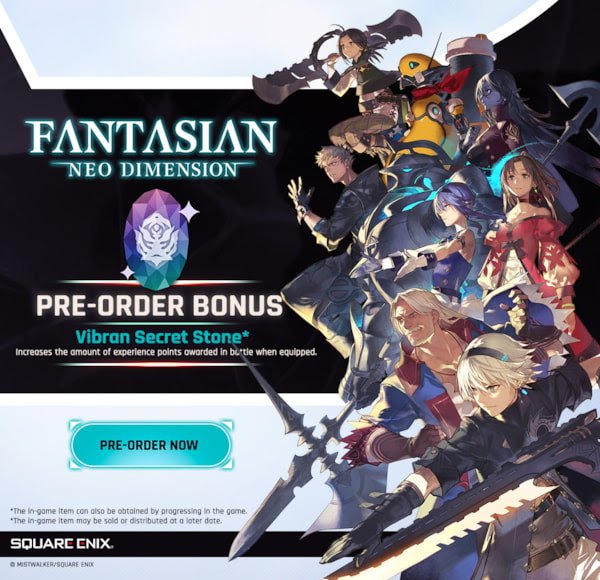 FANTASIAN
NEO DIMENSION
PRE-ORDER BONUS
Vibran Secret Stone*
Increases the amount of experience points awarded in battle when equipped.
PRE-ORDER NOW
*The in-game item can also be obtained by progressing in the game.
*The in-game item may be sold or distributed at a later date.
SQUARE ENIX®
© MISTWALKER/SQUARE ENIX